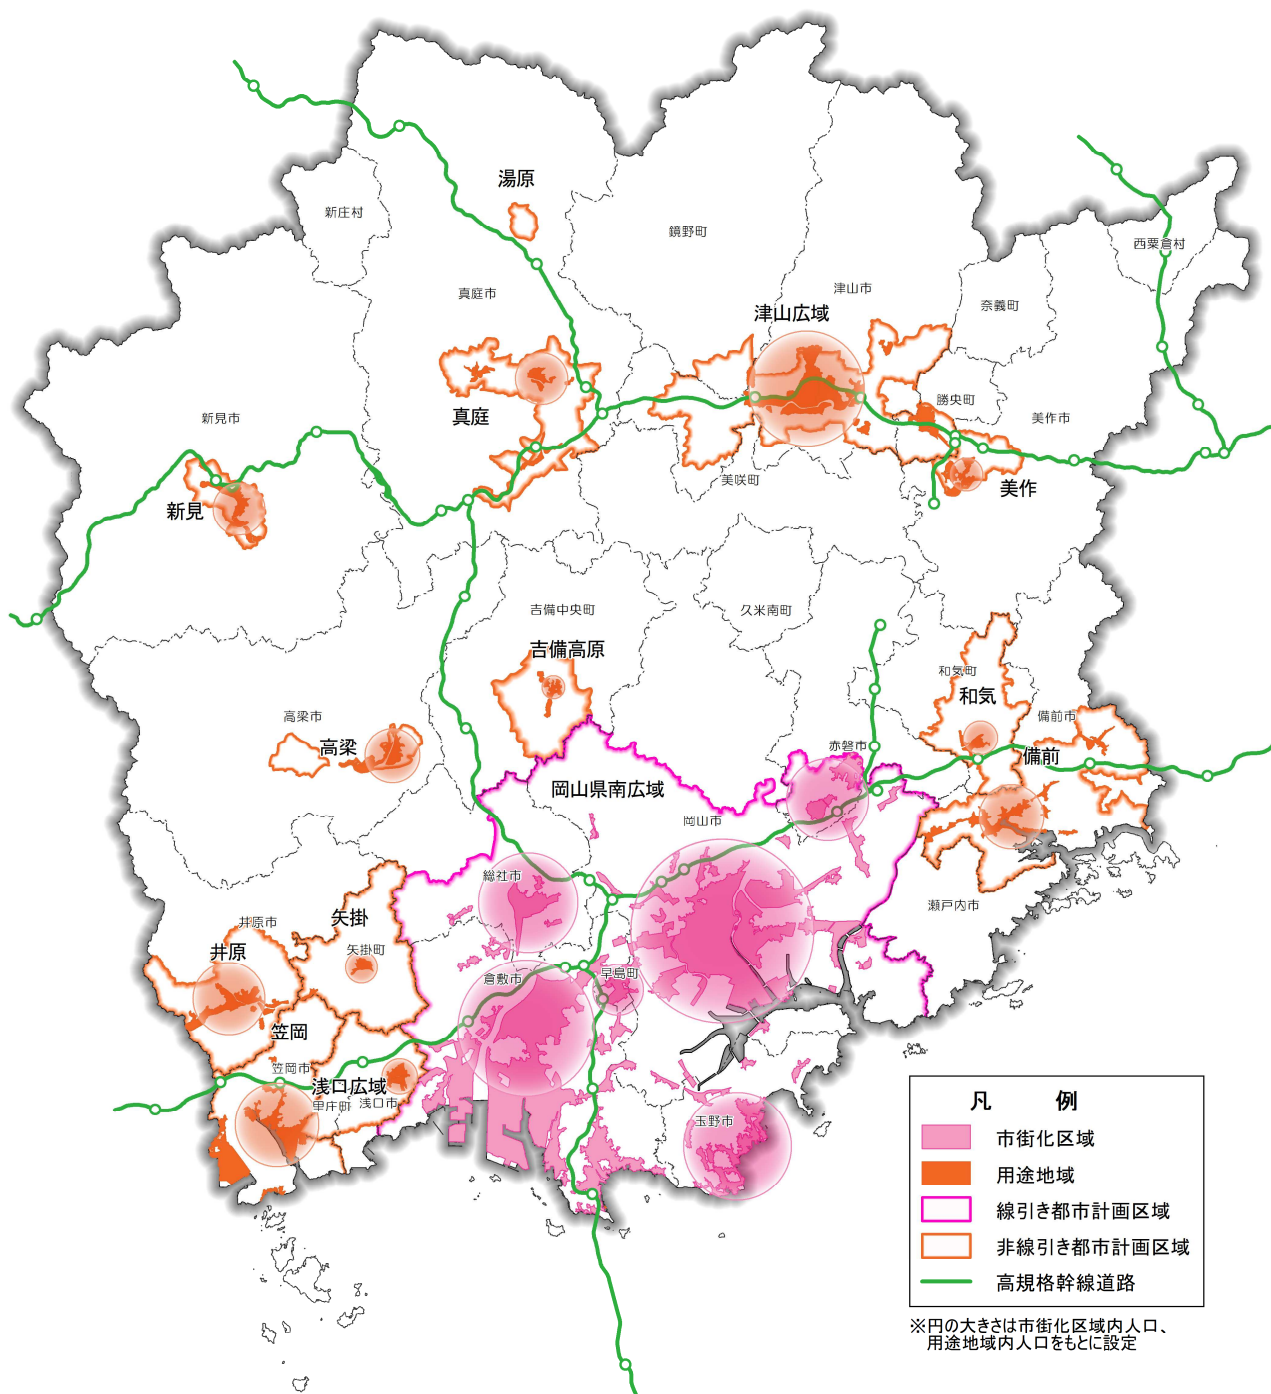 湯原
新庄村
鏡野町
西粟倉村
真庭市
津山市
奈義町
津山広域
勝央町
新見市
真庭
美作市
美咲町
美作
新見
吉備中央町
久米南町
吉備高原
和気町
和気
高梁市
高梁
備前市
赤磐市
備前
岡山県南広域
岡山市
総社市
矢掛
瀬戸内市
井原市
井原
矢掛町
倉敷市
早島町
笠岡
笠岡市
浅口広域
里庄町
浅口市
玉野市
凡 例
市街化区域
用途地域
線引き都市計画区域
非線引き都市計画区域
高規格幹線道路
※円の大きさは市街化区域内人口、
用途地域内人口をもとに設定